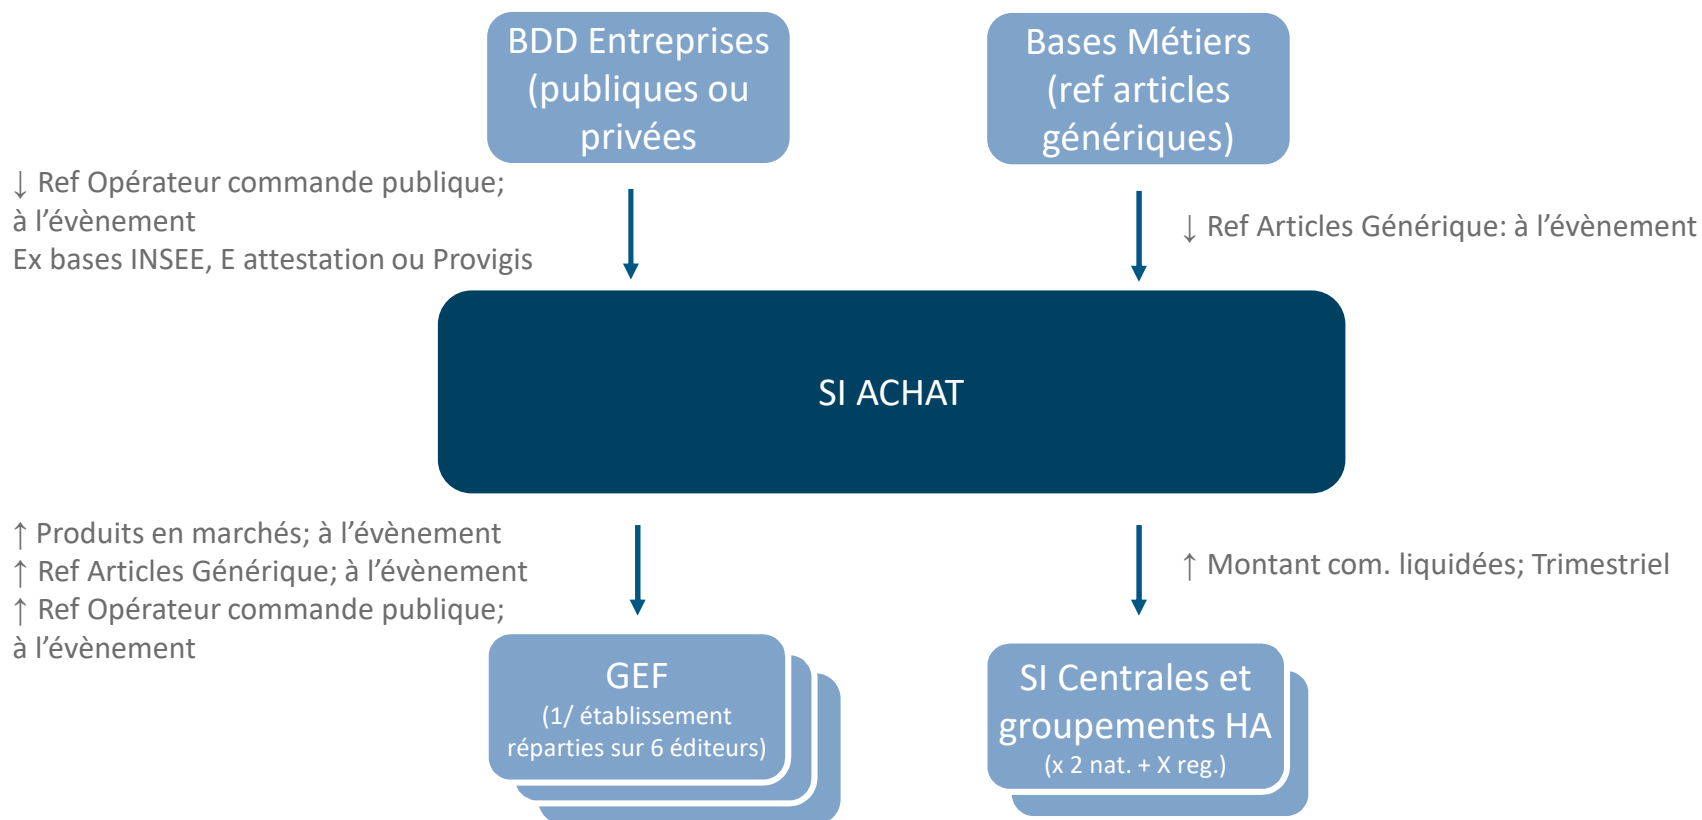 BDD Entreprises
(publiques ou
privées
Bases Métiers
(ref articles
génériques)
↓ Ref Opérateur commande publique;
à l’évènement
Ex bases INSEE, E attestation ou Provigis
↓ Ref Articles Générique: à l’évènement
SI ACHAT
↑ Produits en marchés; à l’évènement
↑ Ref Articles Générique; à l’évènement
↑ Ref Opérateur commande publique;
à l’évènement
↑ Montant com. liquidées; Trimestriel
GEF
(1/ établissement
réparties sur 6 éditeurs)
SI Centrales et
groupements HA
(x 2 nat. + X reg.)